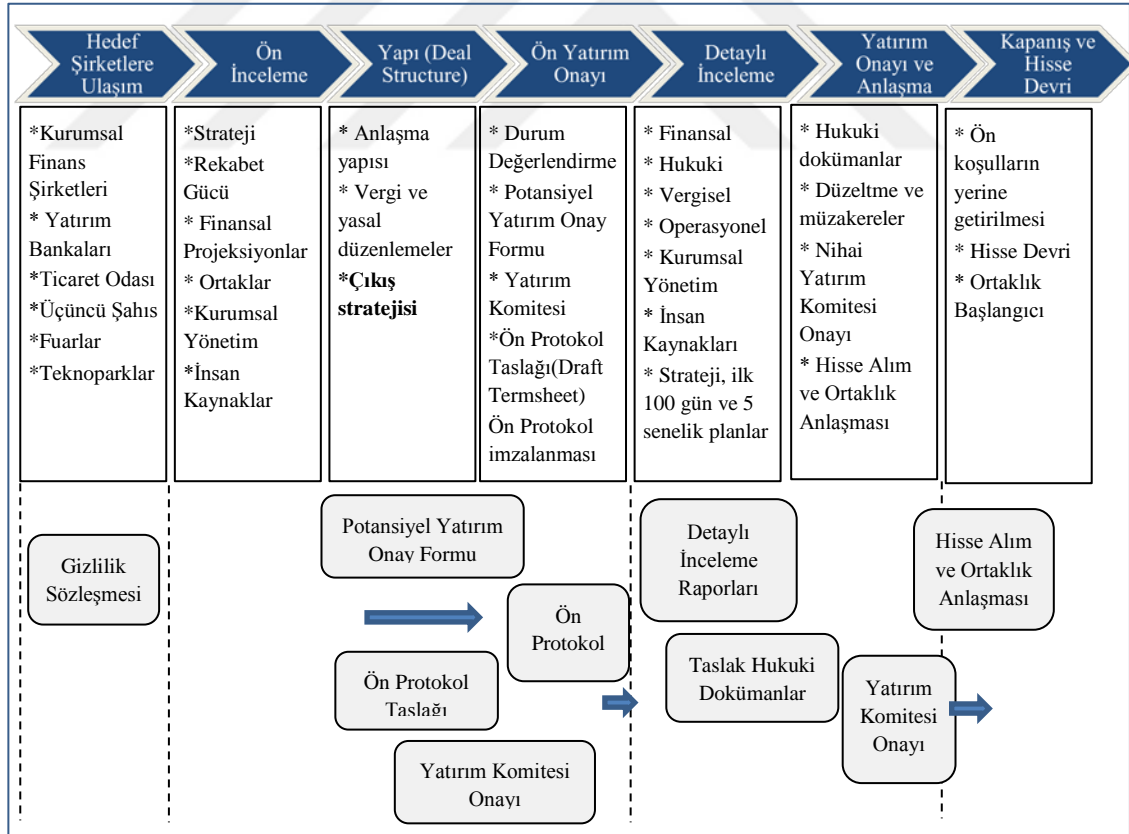 Hedef
Şirketlere
Ulaşım
Ön
İnceleme
Yapı (Deal
Structure)
Ön Yatırım
Onayı
Detaylı
İnceleme
Yatırım
Onayı ve
Anlaşma
Kapanış ve
Hisse
Devri
*Kurumsal
Finans
Şirketleri
* Yatırım
Bankaları
*Ticaret Odası
*Üçüncü Şahıs
*Fuarlar
*Teknoparklar
*Strateji
*Rekabet
Gücü
* Finansal
Projeksiyonlar
* Ortaklar
*Kurumsal
Yönetim
*İnsan
Kaynaklar
* Anlaşma
yapısı
* Vergi ve
yasal
düzenlemeler
*Çıkış
stratejisi
* Durum
Değerlendirme
* Potansiyel
Yatırım Onay
Formu
* Yatırım
Komitesi
*Ön Protokol
Taslağı(Draft
Termsheet)
Ön Protokol
imzalanması
* Finansal
* Hukuki
* Vergisel
* Operasyonel
* Kurumsal
Yönetim
* İnsan
Kaynakları
* Strateji, ilk
100 gün ve 5
senelik planlar
* Hukuki
dokümanlar
* Düzeltme ve
müzakereler
* Nihai
Yatırım
Komitesi
Onayı
* Hisse Alım
ve Ortaklık
Anlaşması
* Ön
koşulların
yerine
getirilmesi
* Hisse Devri
* Ortaklık
Başlangıcı
Gizlilik
Sözleşmesi
Potansiyel Yatırım
Onay Formu
Ön
Protokol
Ön Protokol
Taslağı
Yatırım Komitesi
Onayı
Detaylı
İnceleme
Raporları
Taslak Hukuki
Dokümanlar
Yatırım
Komitesi
Onayı
Hisse Alım
ve Ortaklık
Anlaşması